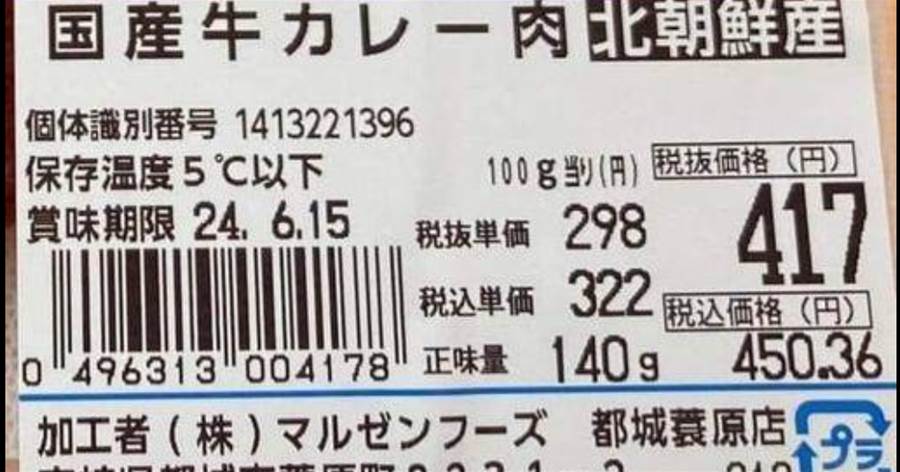 国産牛カレー肉 北朝鮮産
個体識別番号 1413221396
保存温度5℃以下
100g当り(円) 税抜価格(円)
賞味期限 24. 6.15
税抜単価 298 417
税込単価 322 税込価格(円)
正味量 140g 450.36
0 496313 004178
加工者(株)マルゼンフーズ 都城蓑原店
プラ